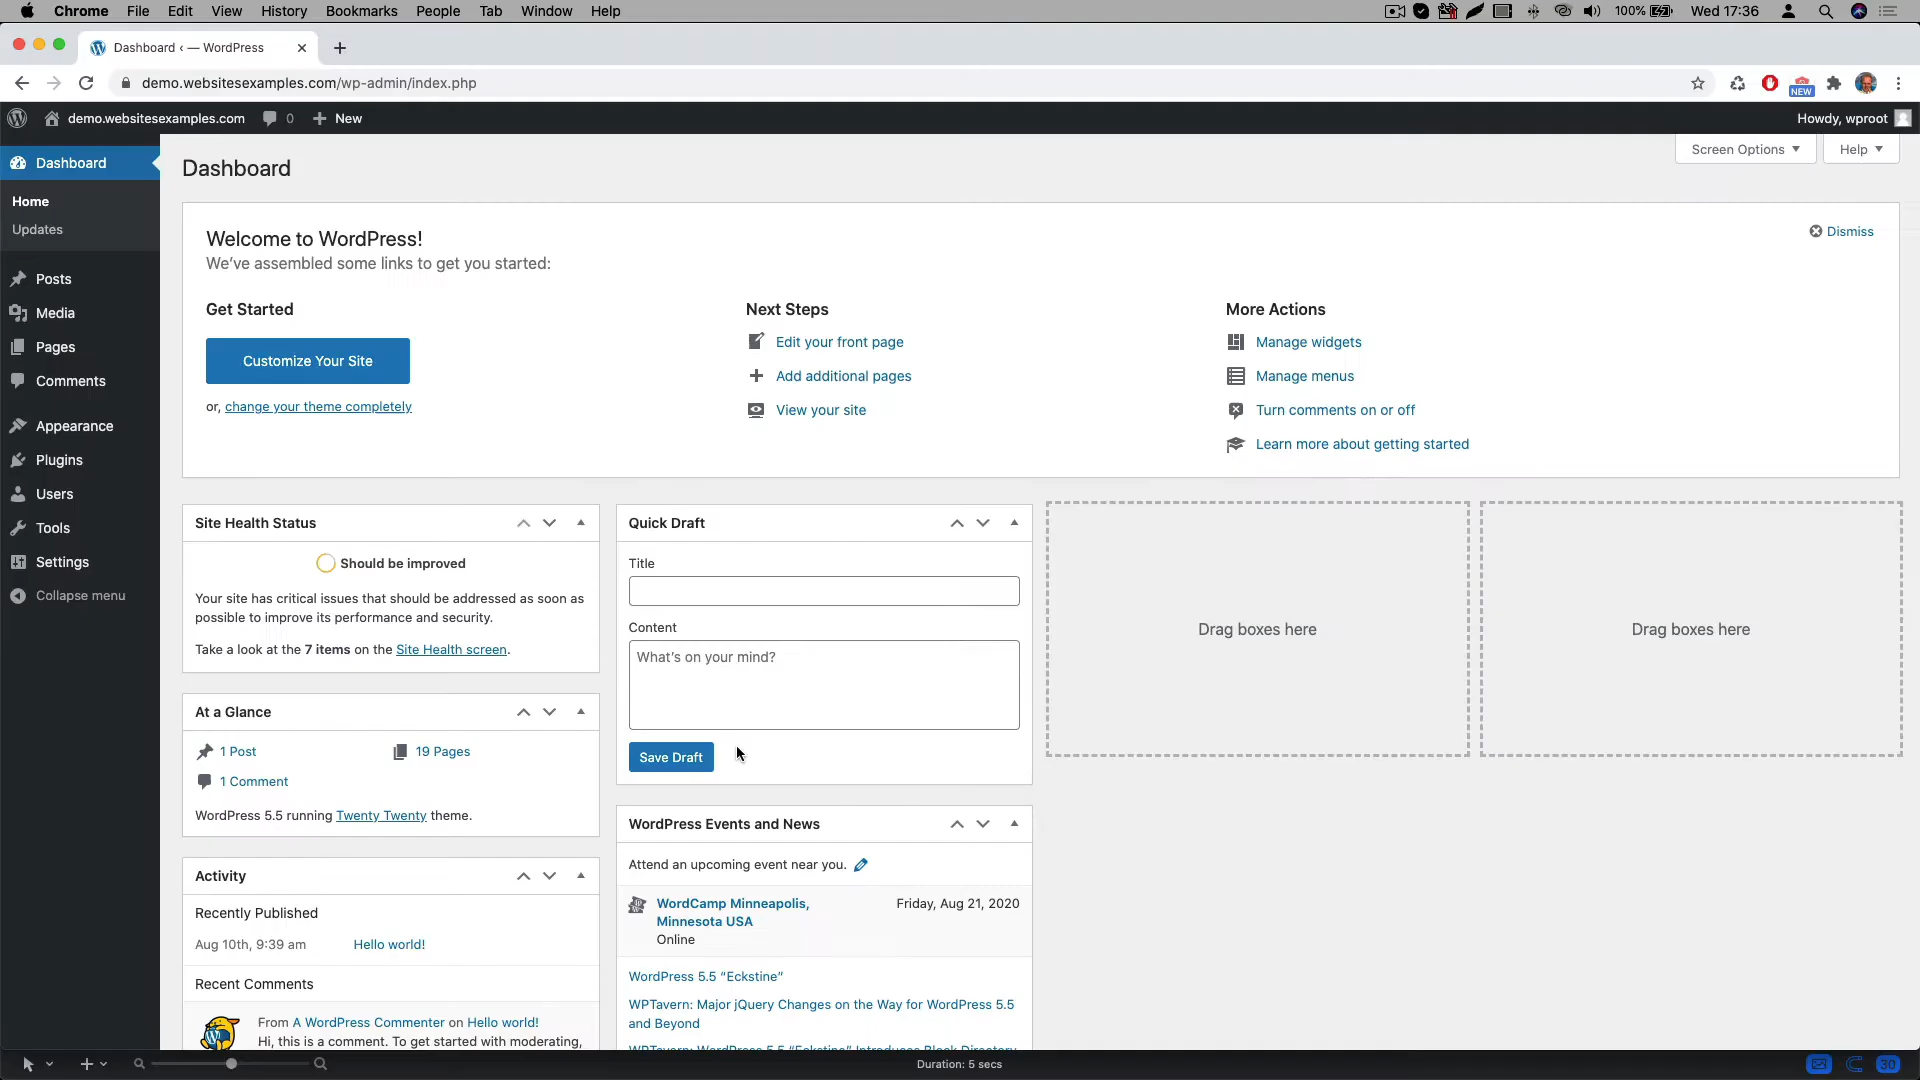 Chrome File Edit View History Bookmarks People Tab Window Help
100% Wed 17:36
Dashboard ‹ — WordPress
demo.websitesexamples.com/wp-admin/index.php
NEW
demo.websitesexamples.com 0 New
Howdy, wproot
Dashboard
Home
Updates
Posts
Media
Pages
Comments
Appearance
Plugins
Users
Tools
Settings
Collapse menu
Dashboard
Screen Options
Help
Welcome to WordPress!
We've assembled some links to get you started:
Dismiss
Get Started
Customize Your Site
or, change your theme completely
Next Steps
Edit your front page
Add additional pages
View your site
More Actions
Manage widgets
Manage menus
Turn comments on or off
Learn more about getting started
Site Health Status
Should be improved
Your site has critical issues that should be addressed as soon as
possible to improve its performance and security.
Take a look at the 7 items on the Site Health screen.
At a Glance
1 Post
19 Pages
1 Comment
WordPress 5.5 running Twenty Twenty theme.
Activity
Recently Published
Aug 10th, 9:39 am Hello world!
Recent Comments
From A WordPress Commenter on Hello world!
Hi, this is a comment. To get started with moderating,
Quick Draft
Title
Content
What's on your mind?
Save Draft
WordPress Events and News
Attend an upcoming event near you.
WordCamp Minneapolis,
Minnesota USA
Online
Friday, Aug 21, 2020
WordPress 5.5 “Eckstine”
WPTavern: Major jQuery Changes on the Way for WordPress 5.5
and Beyond
WPTavern: WordPress 5.5 “Eckstine” Introduces Block Directory,
Drag boxes here
Drag boxes here
Duration: 5 secs
30